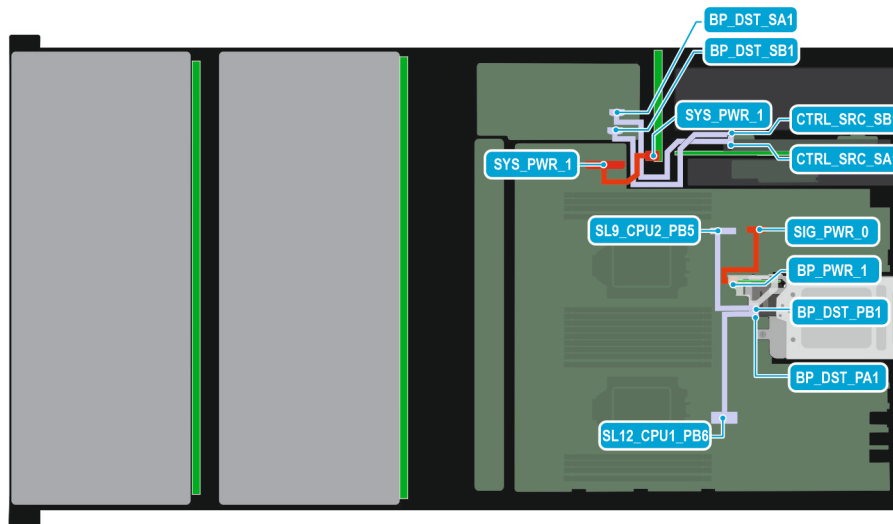 BP_DST_SA1
BP_DST_SB1
SYS_PWR_1
CTRL_SRC_SB
SYS_PWR_1
CTRL_SRC_SA
SL9_CPU2_PB5
SIG_PWR_0
BP_PWR_1
BP_DST_PB1
BP_DST_PA1
SL12_CPU1_PB6